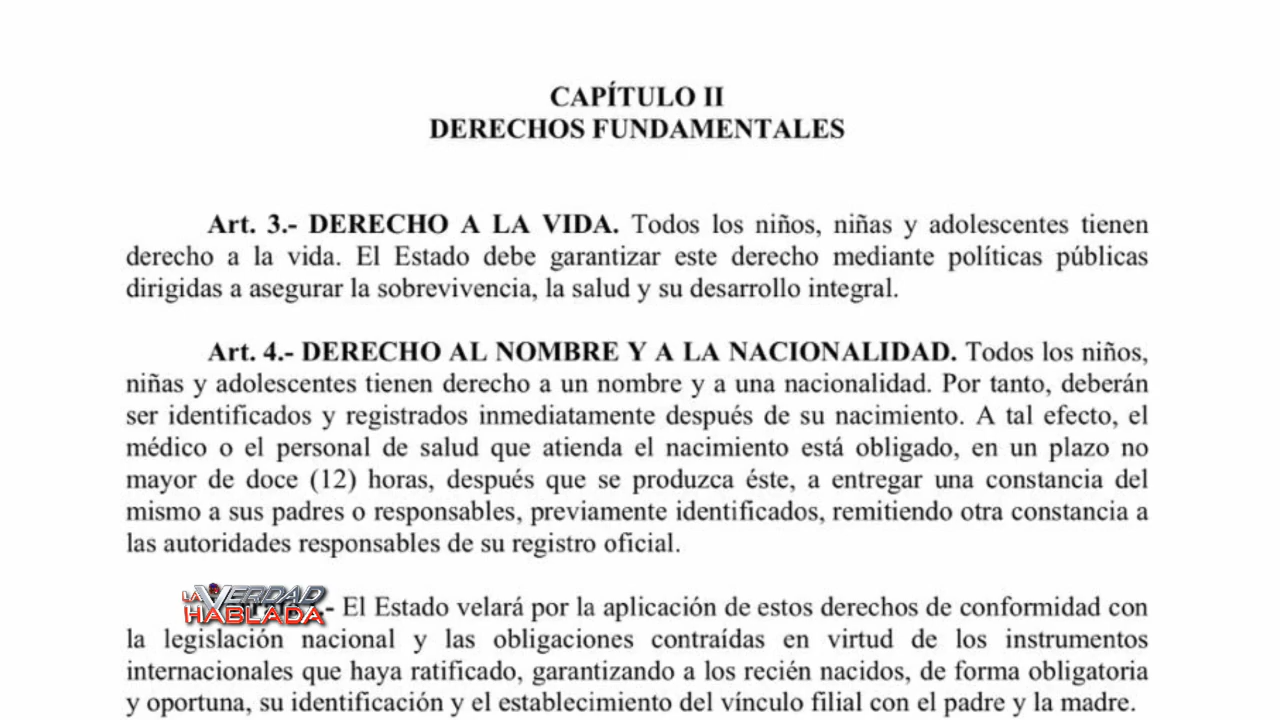 CAPÍTULO II
DERECHOS FUNDAMENTALES
Art. 3.- DERECHO A LA VIDA. Todos los niños, niñas y adolescentes tienen
derecho a la vida. El Estado debe garantizar este derecho mediante políticas públicas
dirigidas a asegurar la sobrevivencia, la salud y su desarrollo integral.
Art. 4.- DERECHO AL NOMBRE Y A LA NACIONALIDAD. Todos los niños,
niñas y adolescentes tienen derecho a un nombre y a una nacionalidad. Por tanto, deberán
ser identificados y registrados inmediatamente después de su nacimiento. A tal efecto, el
médico o el personal de salud que atienda el nacimiento está obligado, en un plazo no
mayor de doce (12) horas, después que se produzca éste, a entregar una constancia del
mismo a sus padres o responsables, previamente identificados, remitiendo otra constancia a
las autoridades responsables de su registro oficial.
LA VERDAD
HABLADA
.- El Estado velará por la aplicación de estos derechos de conformidad con
la legislación nacional y las obligaciones contraídas en virtud de los instrumentos
internacionales que haya ratificado, garantizando a los recién nacidos, de forma obligatoria
y oportuna, su identificación y el establecimiento del vínculo filial con el padre y la madre.